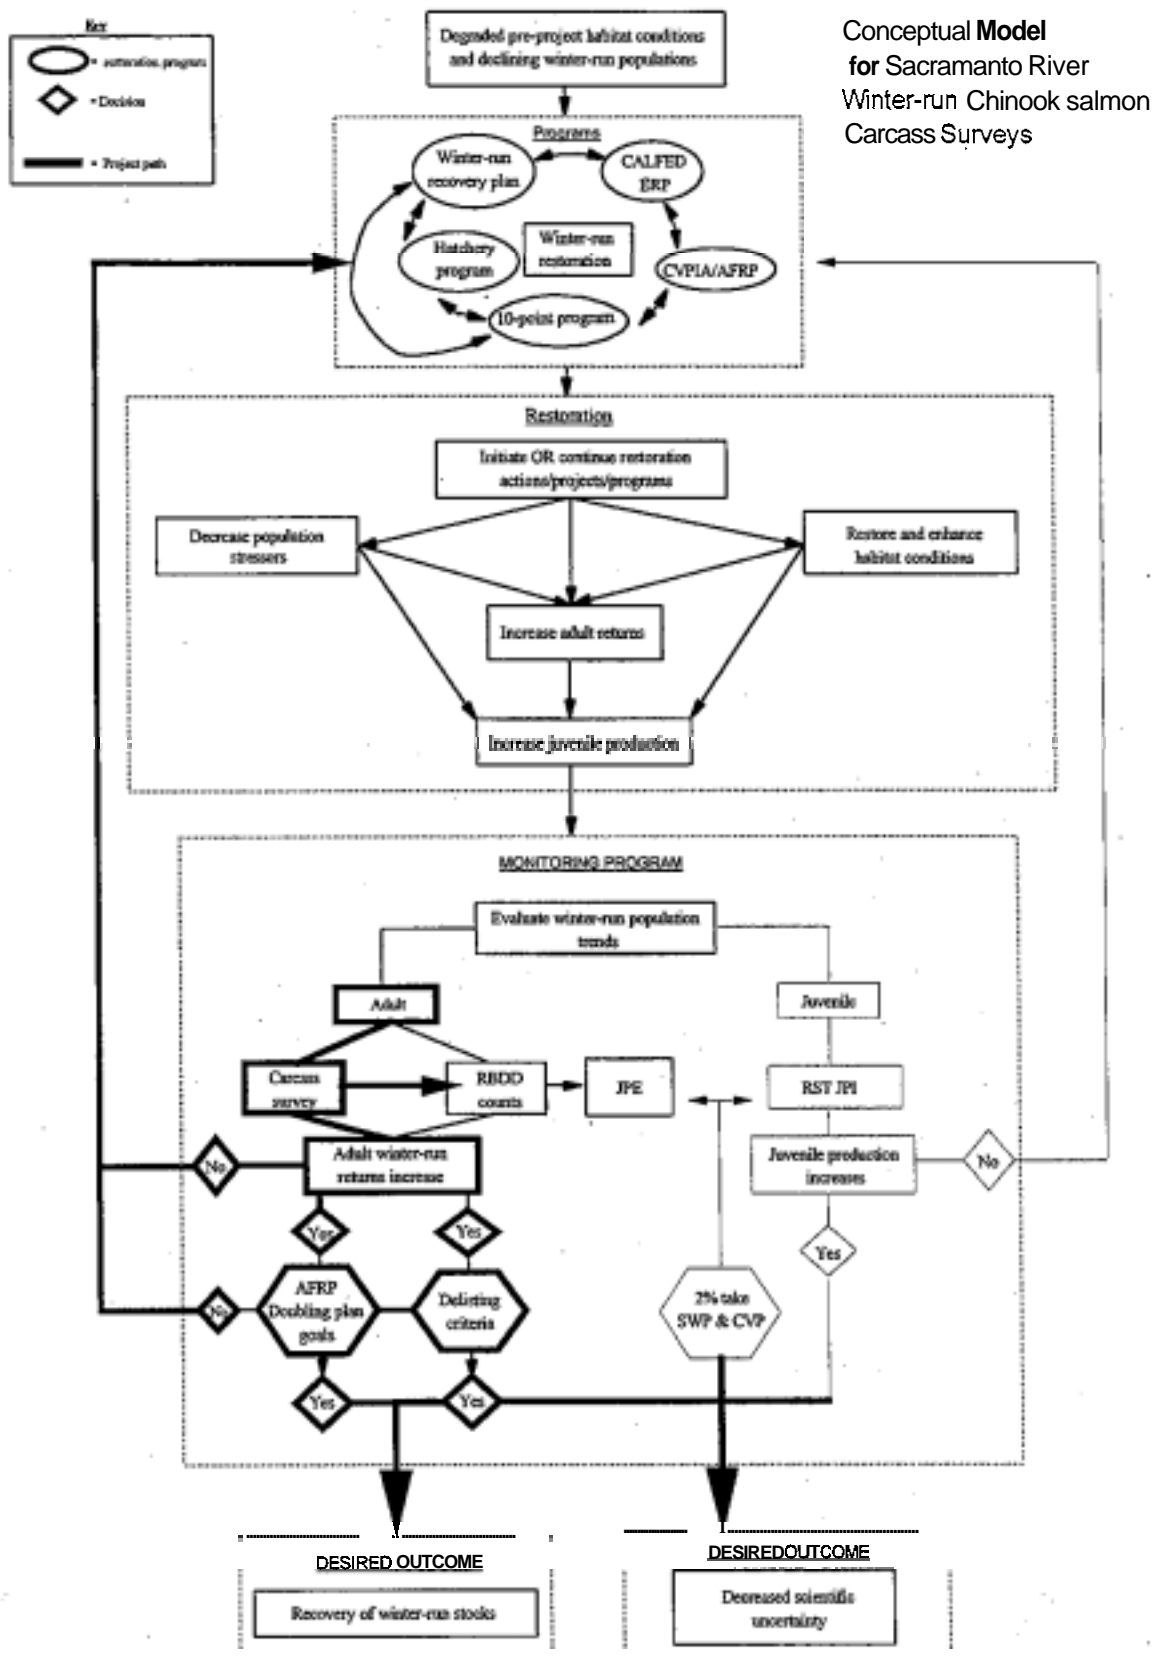 Key
= restoration program
= Decision
= Project path
Conceptual Model
for Sacramanto River
Winter-run Chinook salmon
Carcass Surveys
Degraded pre-project habitat conditions
and declining winter-run populations
Programs
Winter-run
recovery plan
CALFED
ERP
Hatchery
program
Winter-run
restoration
CVPIA/AFRP
10-point program
Restoration
Initiate OR continue restoration
actions/projects/programs
Decrease population
stressors
Restore and enhance
habitat conditions
Increase adult returns
Increase juvenile production
MONITORING PROGRAM
Evaluate winter-run population
trends
Adult
Juvenile
Carcass
survey
RBDD
counts
JPE
RST JPI
Adult winter-run
returns increase
Juvenile production
increases
No
No
Yes
Yes
Yes
AFRP
Doubling plan
goals
Delisting
criteria
2% take
SWP & CVP
No
Yes
Yes
DESIRED OUTCOME
Recovery of winter-run stocks
DESIREDOUTCOME
Decreased scientific
uncertainty